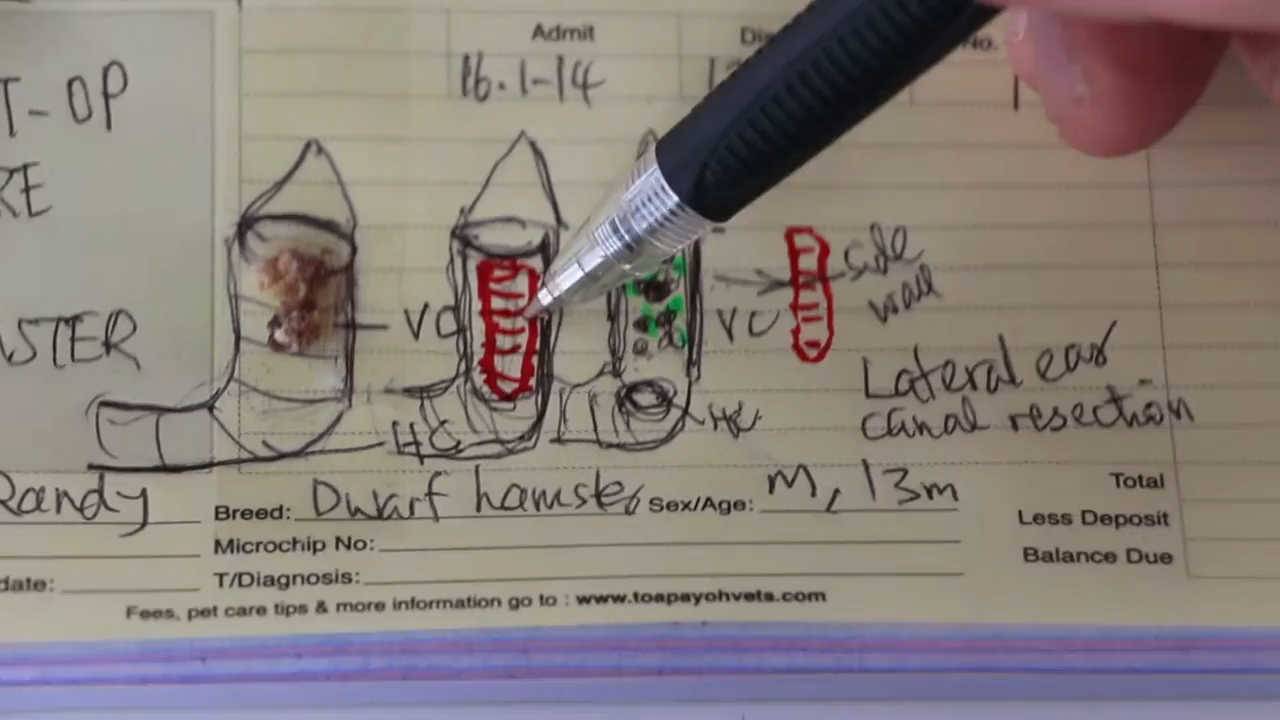 Admit
16.1-14
T-OP
RE
No.
side
wall
ASTER
VC
VC
Lateral ear
canal resection
HC
HC
Randy
Breed: Dwarf hamster Sex/Age: M, 13m
Total
Microchip No:
Less Deposit
date:
T/Diagnosis:
Balance Due
Fees, pet care tips & more information go to : www.toapayohvets.com